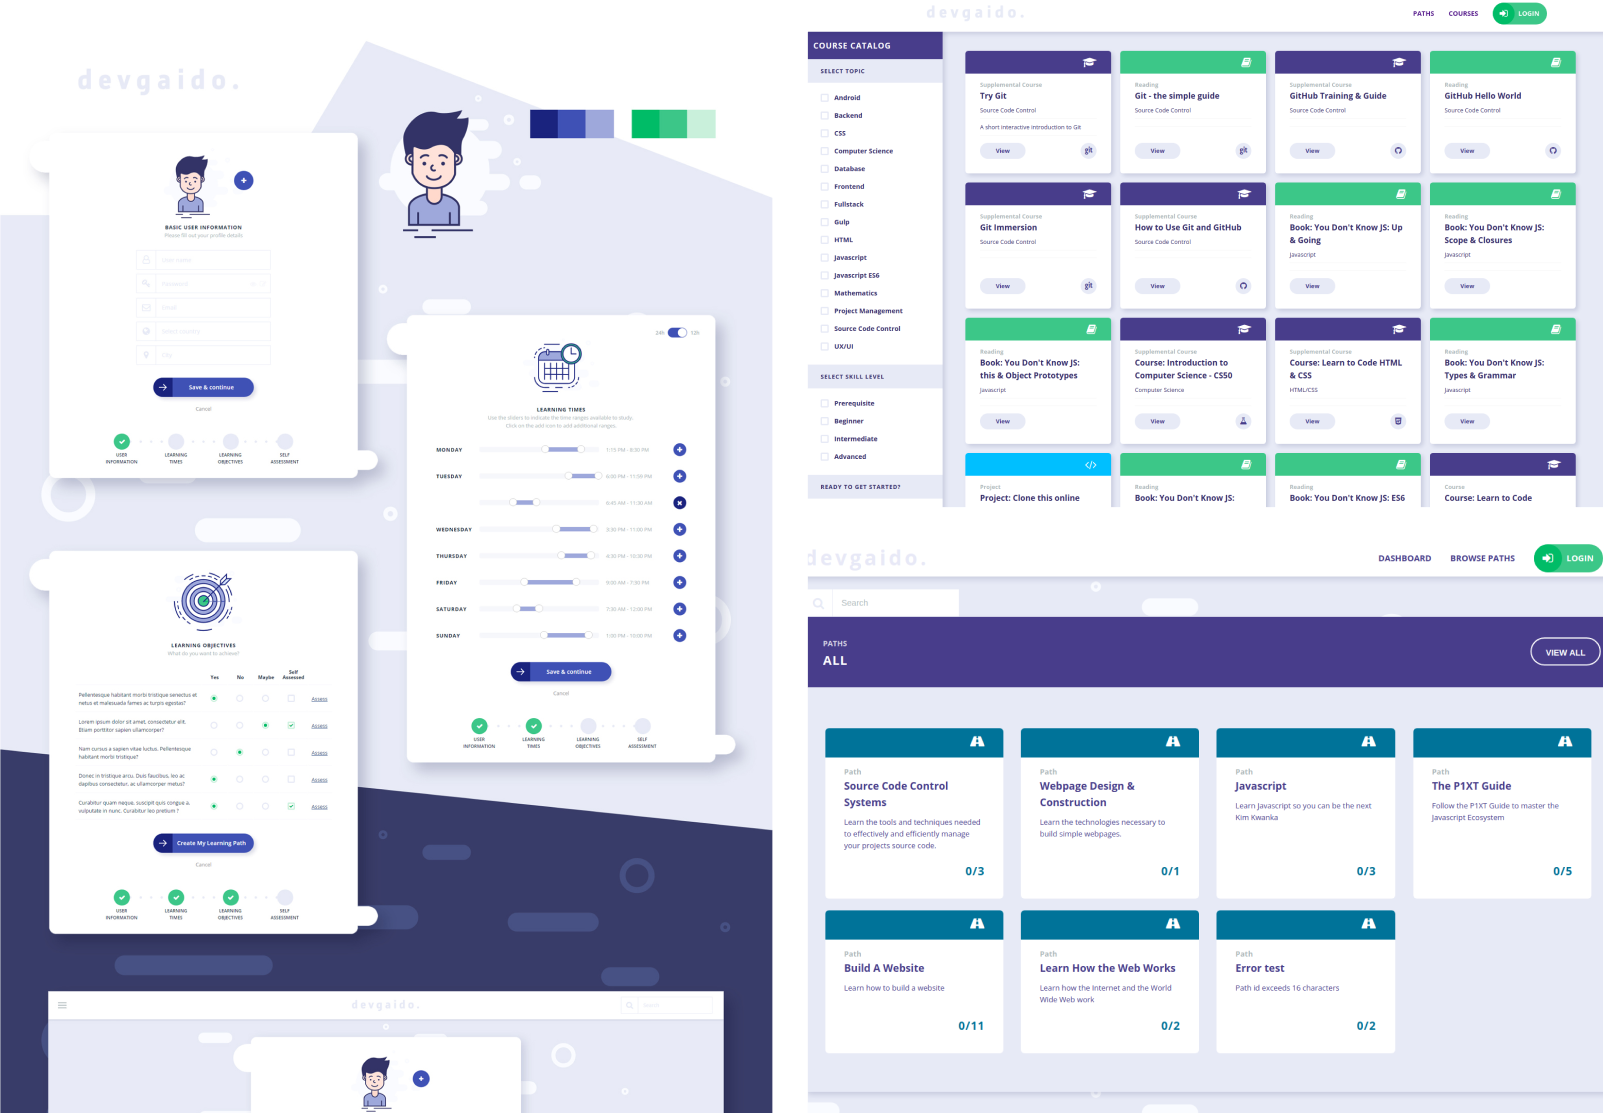 devgaido.
BASIC USER INFORMATION
Please fill out your profile details
User name
Password
Email
Select country
City
Save & continue
Cancel
USER INFORMATION
LEARNING TIMES
LEARNING OBJECTIVES
SELF ASSESSMENT
24h
12h
LEARNING TIMES
Use the sliders to indicate the time ranges available to study.
Click on the add icon to add additional ranges.
MONDAY
1:15 PM - 8:30 PM
TUESDAY
6:00 PM - 11:59 PM
6:45 AM - 11:30 AM
WEDNESDAY
3:30 PM - 11:00 PM
THURSDAY
4:30 PM - 10:30 PM
FRIDAY
9:00 AM - 7:30 PM
SATURDAY
7:30 AM - 12:00 PM
SUNDAY
1:00 PM - 10:00 PM
Save & continue
Cancel
USER INFORMATION
LEARNING TIMES
LEARNING OBJECTIVES
SELF ASSESSMENT
LEARNING OBJECTIVES
What do you want to achieve?
Yes
No
Maybe
Self Assessed
Pellentesque habitant morbi tristique senectus et
netus et malesuada fames ac turpis egestas?
Assess
Lorem ipsum dolor sit amet, consectetur elit.
Etiam porttitor sapien ullamcorper?
Assess
Nam cursus a sapien vitae luctus. Pellentesque
habitant morbi tristique?
Assess
Donec in tristique arcu. Duis faucibus, leo ac
dapibus consectetur, ac ullamcorper metus?
Assess
Curabitur quam neque, suscipit quis congue a,
vulputate in nunc. Curabitur leo pretium ?
Assess
Create My Learning Path
Cancel
USER INFORMATION
LEARNING TIMES
LEARNING OBJECTIVES
SELF ASSESSMENT
devgaido.
Search
devgaido.
PATHS
COURSES
LOGIN
COURSE CATALOG
SELECT TOPIC
Android
Backend
CSS
Computer Science
Database
Frontend
Fullstack
Gulp
HTML
Javascript
Javascript ES6
Mathematics
Project Management
Source Code Control
UX/UI
SELECT SKILL LEVEL
Prerequisite
Beginner
Intermediate
Advanced
READY TO GET STARTED?
Supplemental Course
Try Git
Source Code Control
A short interactive introduction to Git
View
git
Reading
Git - the simple guide
Source Code Control
View
git
Supplemental Course
GitHub Training & Guide
Source Code Control
View
Reading
GitHub Hello World
Source Code Control
View
Supplemental Course
Git Immersion
Source Code Control
View
git
Supplemental Course
How to Use Git and GitHub
Source Code Control
View
Reading
Book: You Don't Know JS: Up
& Going
Javascript
View
Reading
Book: You Don't Know JS:
Scope & Closures
Javascript
View
Reading
Book: You Don't Know JS:
this & Object Prototypes
Javascript
View
Supplemental Course
Course: Introduction to
Computer Science - CS50
Computer Science
View
Supplemental Course
Course: Learn to Code HTML
& CSS
HTML/CSS
View
Reading
Book: You Don't Know JS:
Types & Grammar
Javascript
View
Project
Project: Clone this online
Reading
Book: You Don't Know JS:
Reading
Book: You Don't Know JS: ES6
Course
Course: Learn to Code
devgaido.
DASHBOARD
BROWSE PATHS
LOGIN
Search
PATHS
ALL
VIEW ALL
Path
Source Code Control
Systems
Learn the tools and techniques needed
to effectively and efficiently manage
your projects source code.
0/3
Path
Webpage Design &
Construction
Learn the technologies necessary to
build simple webpages.
0/1
Path
Javascript
Learn Javascript so you can be the next
Kim Kwanka
0/3
Path
The P1XT Guide
Follow the P1XT Guide to master the
Javascript Ecosystem
0/5
Path
Build A Website
Learn how to build a website
0/11
Path
Learn How the Web Works
Learn how the Internet and the World
Wide Web work
0/2
Path
Error test
Path id exceeds 16 characters
0/2